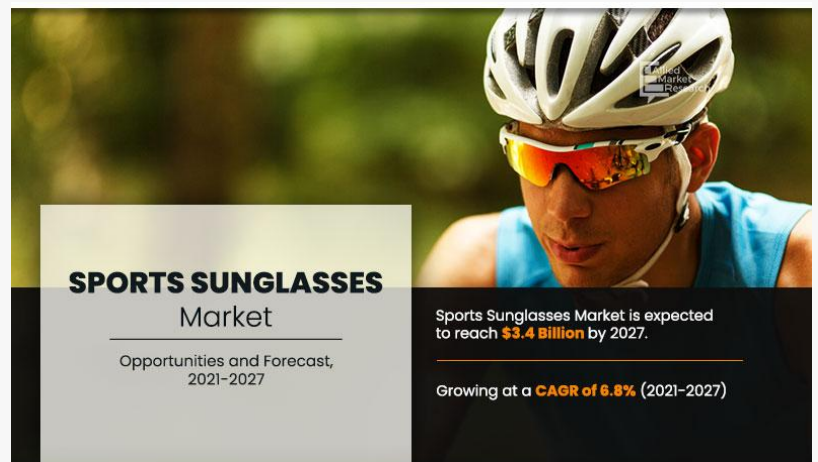 Allied
Market
Research
SPORTS SUNGLASSES
Market
Opportunities and Forecast,
2021-2027
Sports Sunglasses Market is expected
to reach $3.4 Billion by 2027.
Growing at a CAGR of 6.8% (2021-2027)